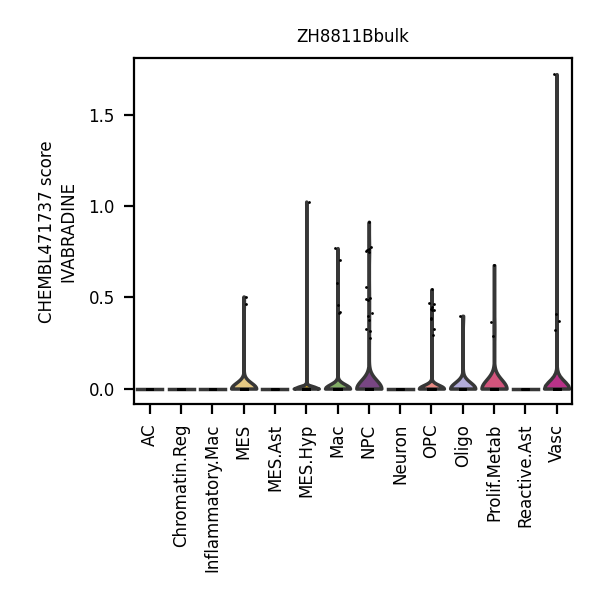 ZH8811Bbulk
CHEMBL471737 score
IVABRADINE
1.5
1.0
0.5
0.0
AC
Chromatin.Reg
Inflammatory.Mac
MES
MES.Ast
MES.Hyp
Mac
NPC
Neuron
OPC
Oligo
Prolif.Metab
Reactive.Ast
Vasc